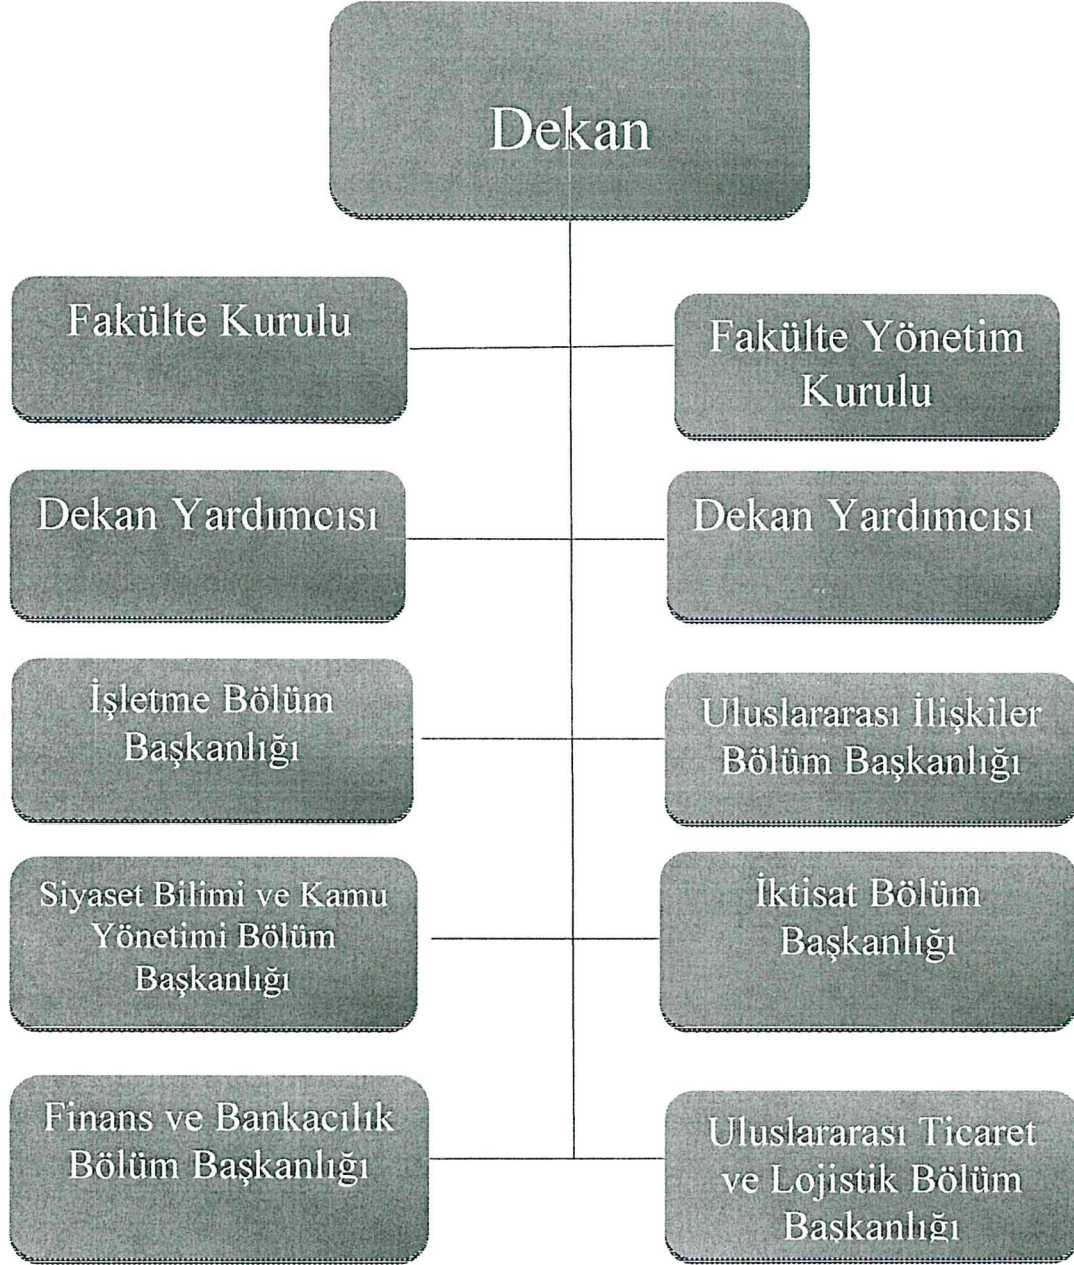 Dekan
Fakülte Kurulu
Fakülte Yönetim
Kurulu
Dekan Yardımcısı
Dekan Yardımcısı
İşletme Bölüm
Başkanlığı
Uluslararası İlişkiler
Bölüm Başkanlığı
Siyaset Bilimi ve Kamu
Yönetimi Bölüm
Başkanlığı
İktisat Bölüm
Başkanlığı
Finans ve Bankacılık
Bölüm Başkanlığı
Uluslararası Ticaret
ve Lojistik Bölüm
Başkanlığı